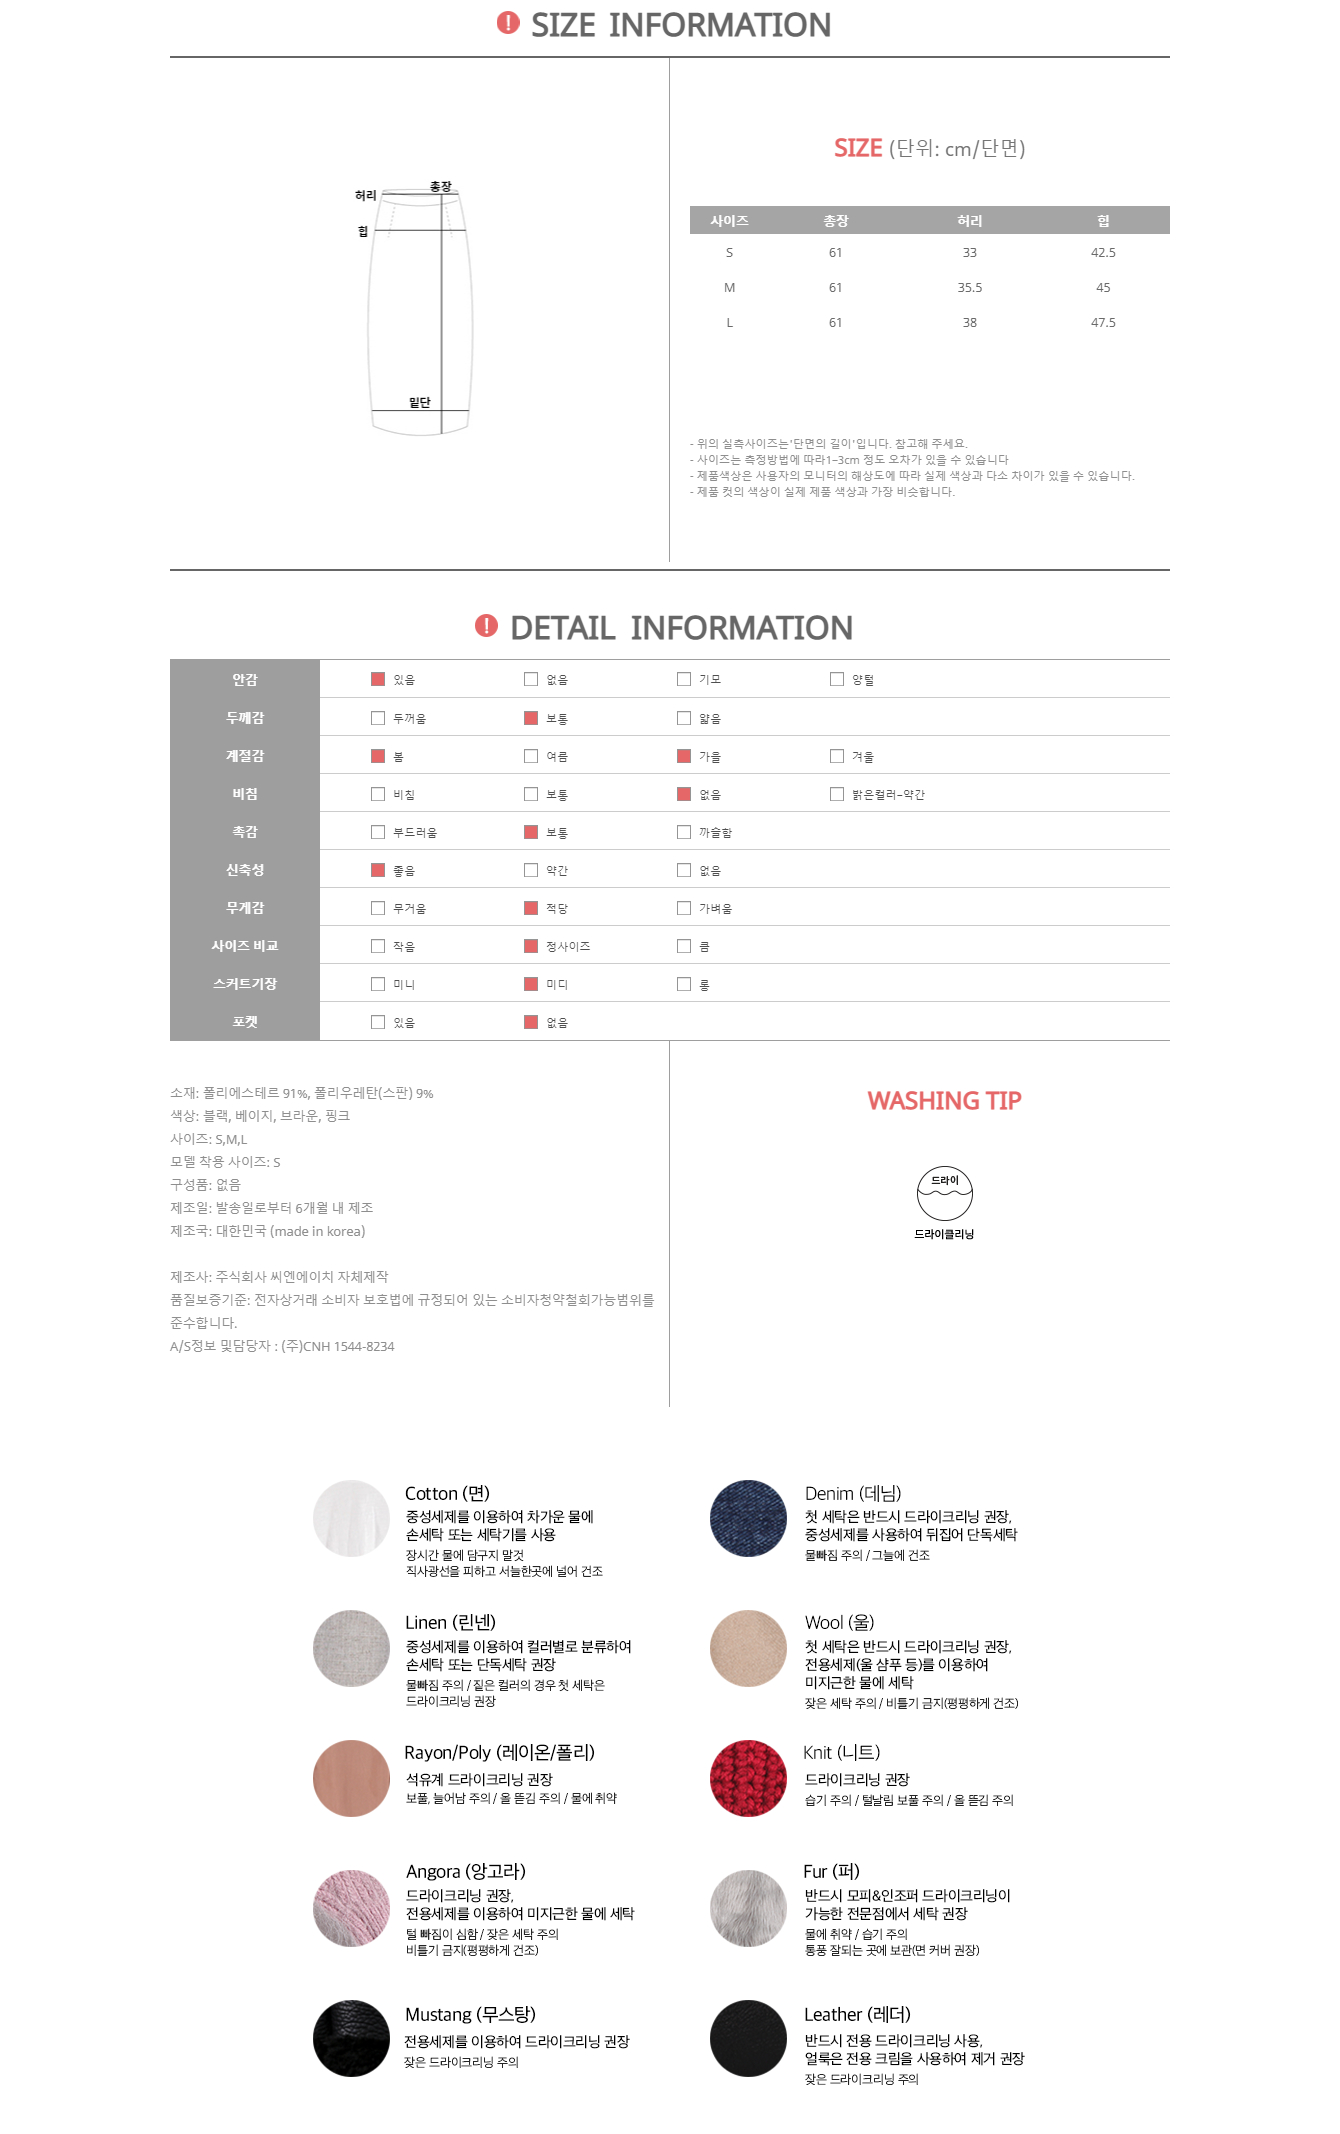 ! SIZE INFORMATION
총장
허리
힙
밑단
SIZE (단위: cm/단면)
사이즈 총장 허리 힙
S 61 33 42.5
M 61 35.5 45
L 61 38 47.5
- 위의 실측사이즈는'단면의 길이'입니다. 참고해 주세요.
- 사이즈는 측정방법에 따라1~3cm 정도 오차가 있을 수 있습니다
- 제품색상은 사용자의 모니터의 해상도에 따라 실제 색상과 다소 차이가 있을 수 있습니다.
- 제품 컷의 색상이 실제 제품 색상과 가장 비슷합니다.
! DETAIL INFORMATION
안감 있음 없음 기모 양털
두께감 두꺼움 보통 얇음
계절감 봄 여름 가을 겨울
비침 비침 보통 없음 밝은컬러-약간
촉감 부드러움 보통 까슬함
신축성 좋음 약간 없음
무게감 무거움 적당 가벼움
사이즈 비교 작음 정사이즈 큼
스커트기장 미니 미디 롱
포켓 있음 없음
소재: 폴리에스테르 91%, 폴리우레탄(스판) 9%
색상: 블랙, 베이지, 브라운, 핑크
사이즈: S,M,L
모델 착용 사이즈: S
구성품: 없음
제조일: 발송일로부터 6개월 내 제조
제조국: 대한민국 (made in korea)
제조사: 주식회사 씨엔에이치 자체제작
품질보증기준: 전자상거래 소비자 보호법에 규정되어 있는 소비자청약철회가능범위를
준수합니다.
A/S정보 및담당자 : (주)CNH 1544-8234
WASHING TIP
드라이
드라이클리닝
Cotton (면)
중성세제를 이용하여 차가운 물에
손세탁 또는 세탁기를 사용
장시간 물에 담구지 말것
직사광선을 피하고 서늘한곳에 널어 건조
Denim (데님)
첫 세탁은 반드시 드라이크리닝 권장,
중성세제를 사용하여 뒤집어 단독세탁
물빠짐 주의 / 그늘에 건조
Linen (린넨)
중성세제를 이용하여 컬러별로 분류하여
손세탁 또는 단독세탁 권장
물빠짐 주의 / 짙은 컬러의 경우 첫 세탁은
드라이크리닝 권장
Wool (울)
첫 세탁은 반드시 드라이크리닝 권장,
전용세제(울 샴푸 등)를 이용하여
미지근한 물에 세탁
잦은 세탁 주의 / 비틀기 금지(평평하게 건조)
Rayon/Poly (레이온/폴리)
석유계 드라이크리닝 권장
보풀, 늘어남 주의 / 올 뜯김 주의 / 물에 취약
Knit (니트)
드라이크리닝 권장
습기 주의 / 털날림 보풀 주의 / 올 뜯김 주의
Angora (앙고라)
드라이크리닝 권장,
전용세제를 이용하여 미지근한 물에 세탁
털 빠짐이 심함 / 잦은 세탁 주의
비틀기 금지(평평하게 건조)
Fur (퍼)
반드시 모피&인조퍼 드라이크리닝이
가능한 전문점에서 세탁 권장
물에 취약 / 습기 주의
통풍 잘되는 곳에 보관(면 커버 권장)
Mustang (무스탕)
전용세제를 이용하여 드라이크리닝 권장
잦은 드라이크리닝 주의
Leather (레더)
반드시 전용 드라이크리닝 사용,
얼룩은 전용 크림을 사용하여 제거 권장
잦은 드라이크리닝 주의